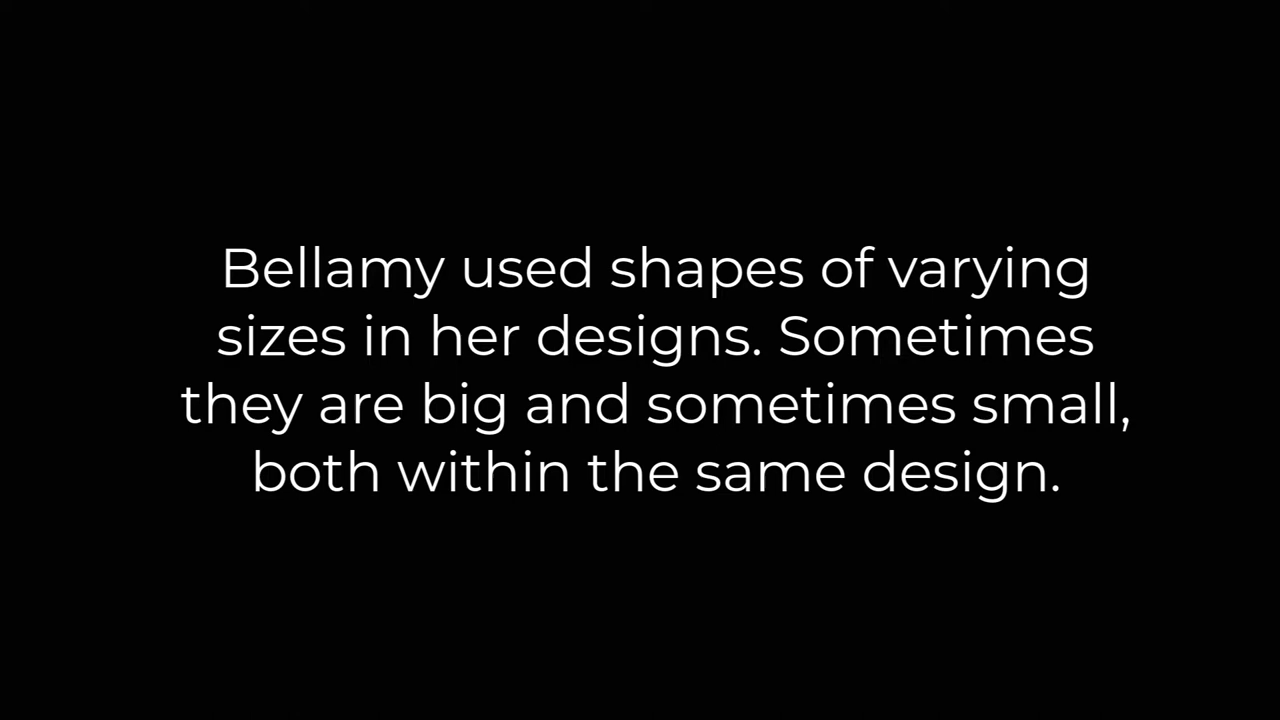 Bellamy used shapes of varying
sizes in her designs. Sometimes
they are big and sometimes small,
both within the same design.